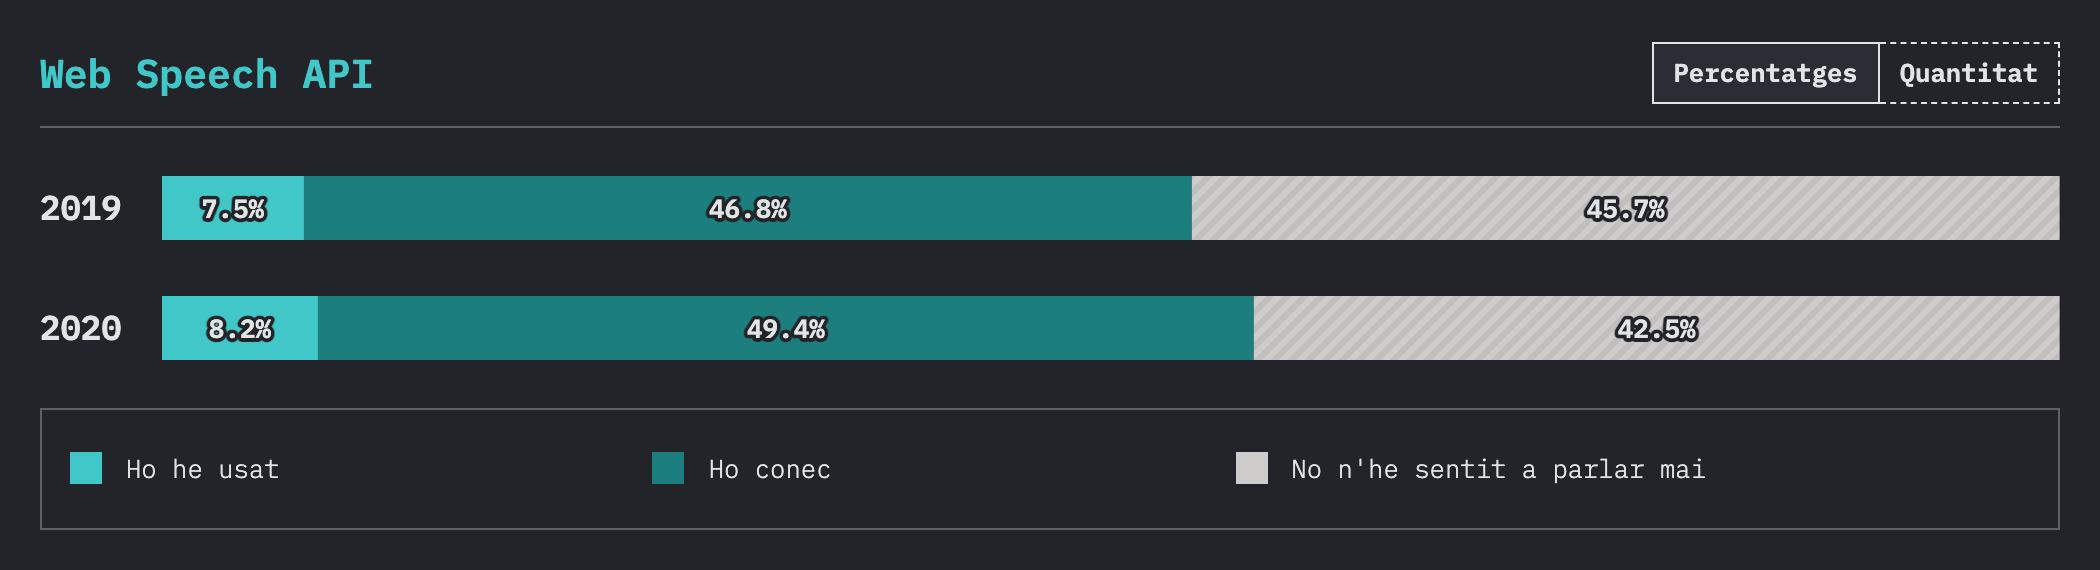 Web Speech API
Percentatges Quantitat
2019 7.5% 46.8% 45.7%
2020 8.2% 49.4% 42.5%
Ho he usat Ho conec No n'he sentit a parlar mai